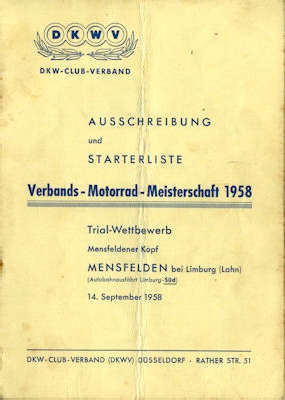 DKWV
DKW-CLUB-VERBAND
AUSSCHREIBUNG
und
STARTERLISTE
Verbands-Motorrad-Meisterschaft 1958
Trial-Wettbewerb
Mensfeldener Kopf
MENSFELDEN bei Limburg (Lahn)
(Autobahnausfährt Limburg-Süd)
14. September 1958
DKW-CLUB-VERBAND (DKWV) DÜSSELDORF · RATHER STR. 51